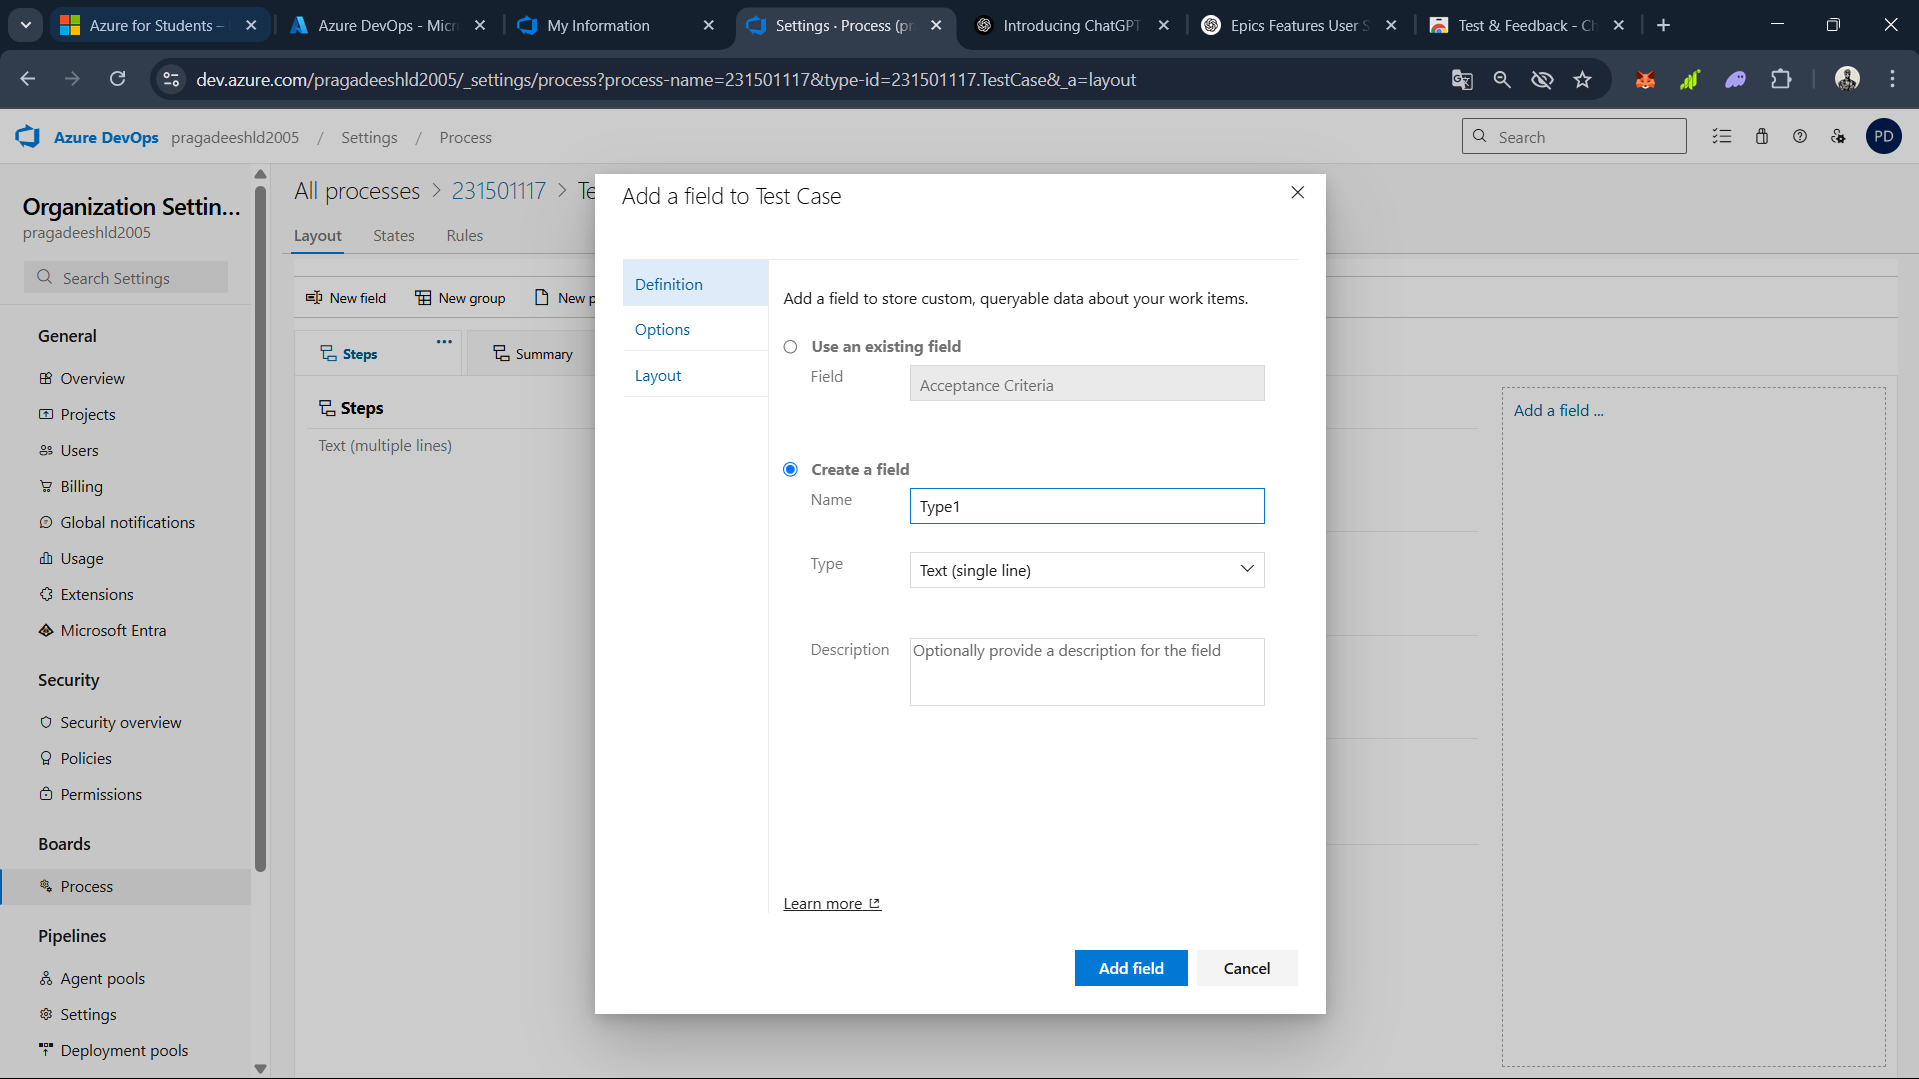 Azure for Students –
Azure DevOps - Micr
My Information
Settings · Process (pr
Introducing ChatGPT
Epics Features User S
Test & Feedback - Ch
dev.azure.com/pragadeeshld2005/_settings/process?process-name=231501117&type-id=231501117.TestCase&_a=layout
Azure DevOps pragadeeshld2005 / Settings / Process
Search
PD
Organization Settin...
pragadeeshld2005
Search Settings
General
Overview
Projects
Users
Billing
Global notifications
Usage
Extensions
Microsoft Entra
Security
Security overview
Policies
Permissions
Boards
Process
Pipelines
Agent pools
Settings
Deployment pools
All processes > 231501117 > Te
Layout States Rules
New field New group New p
Steps ... Summary
Steps
Text (multiple lines)
Add a field ...
Add a field to Test Case
Definition
Options
Layout
Add a field to store custom, queryable data about your work items.
Use an existing field
Field Acceptance Criteria
Create a field
Name Type1
Type Text (single line)
Description Optionally provide a description for the field
Learn more
Add field Cancel